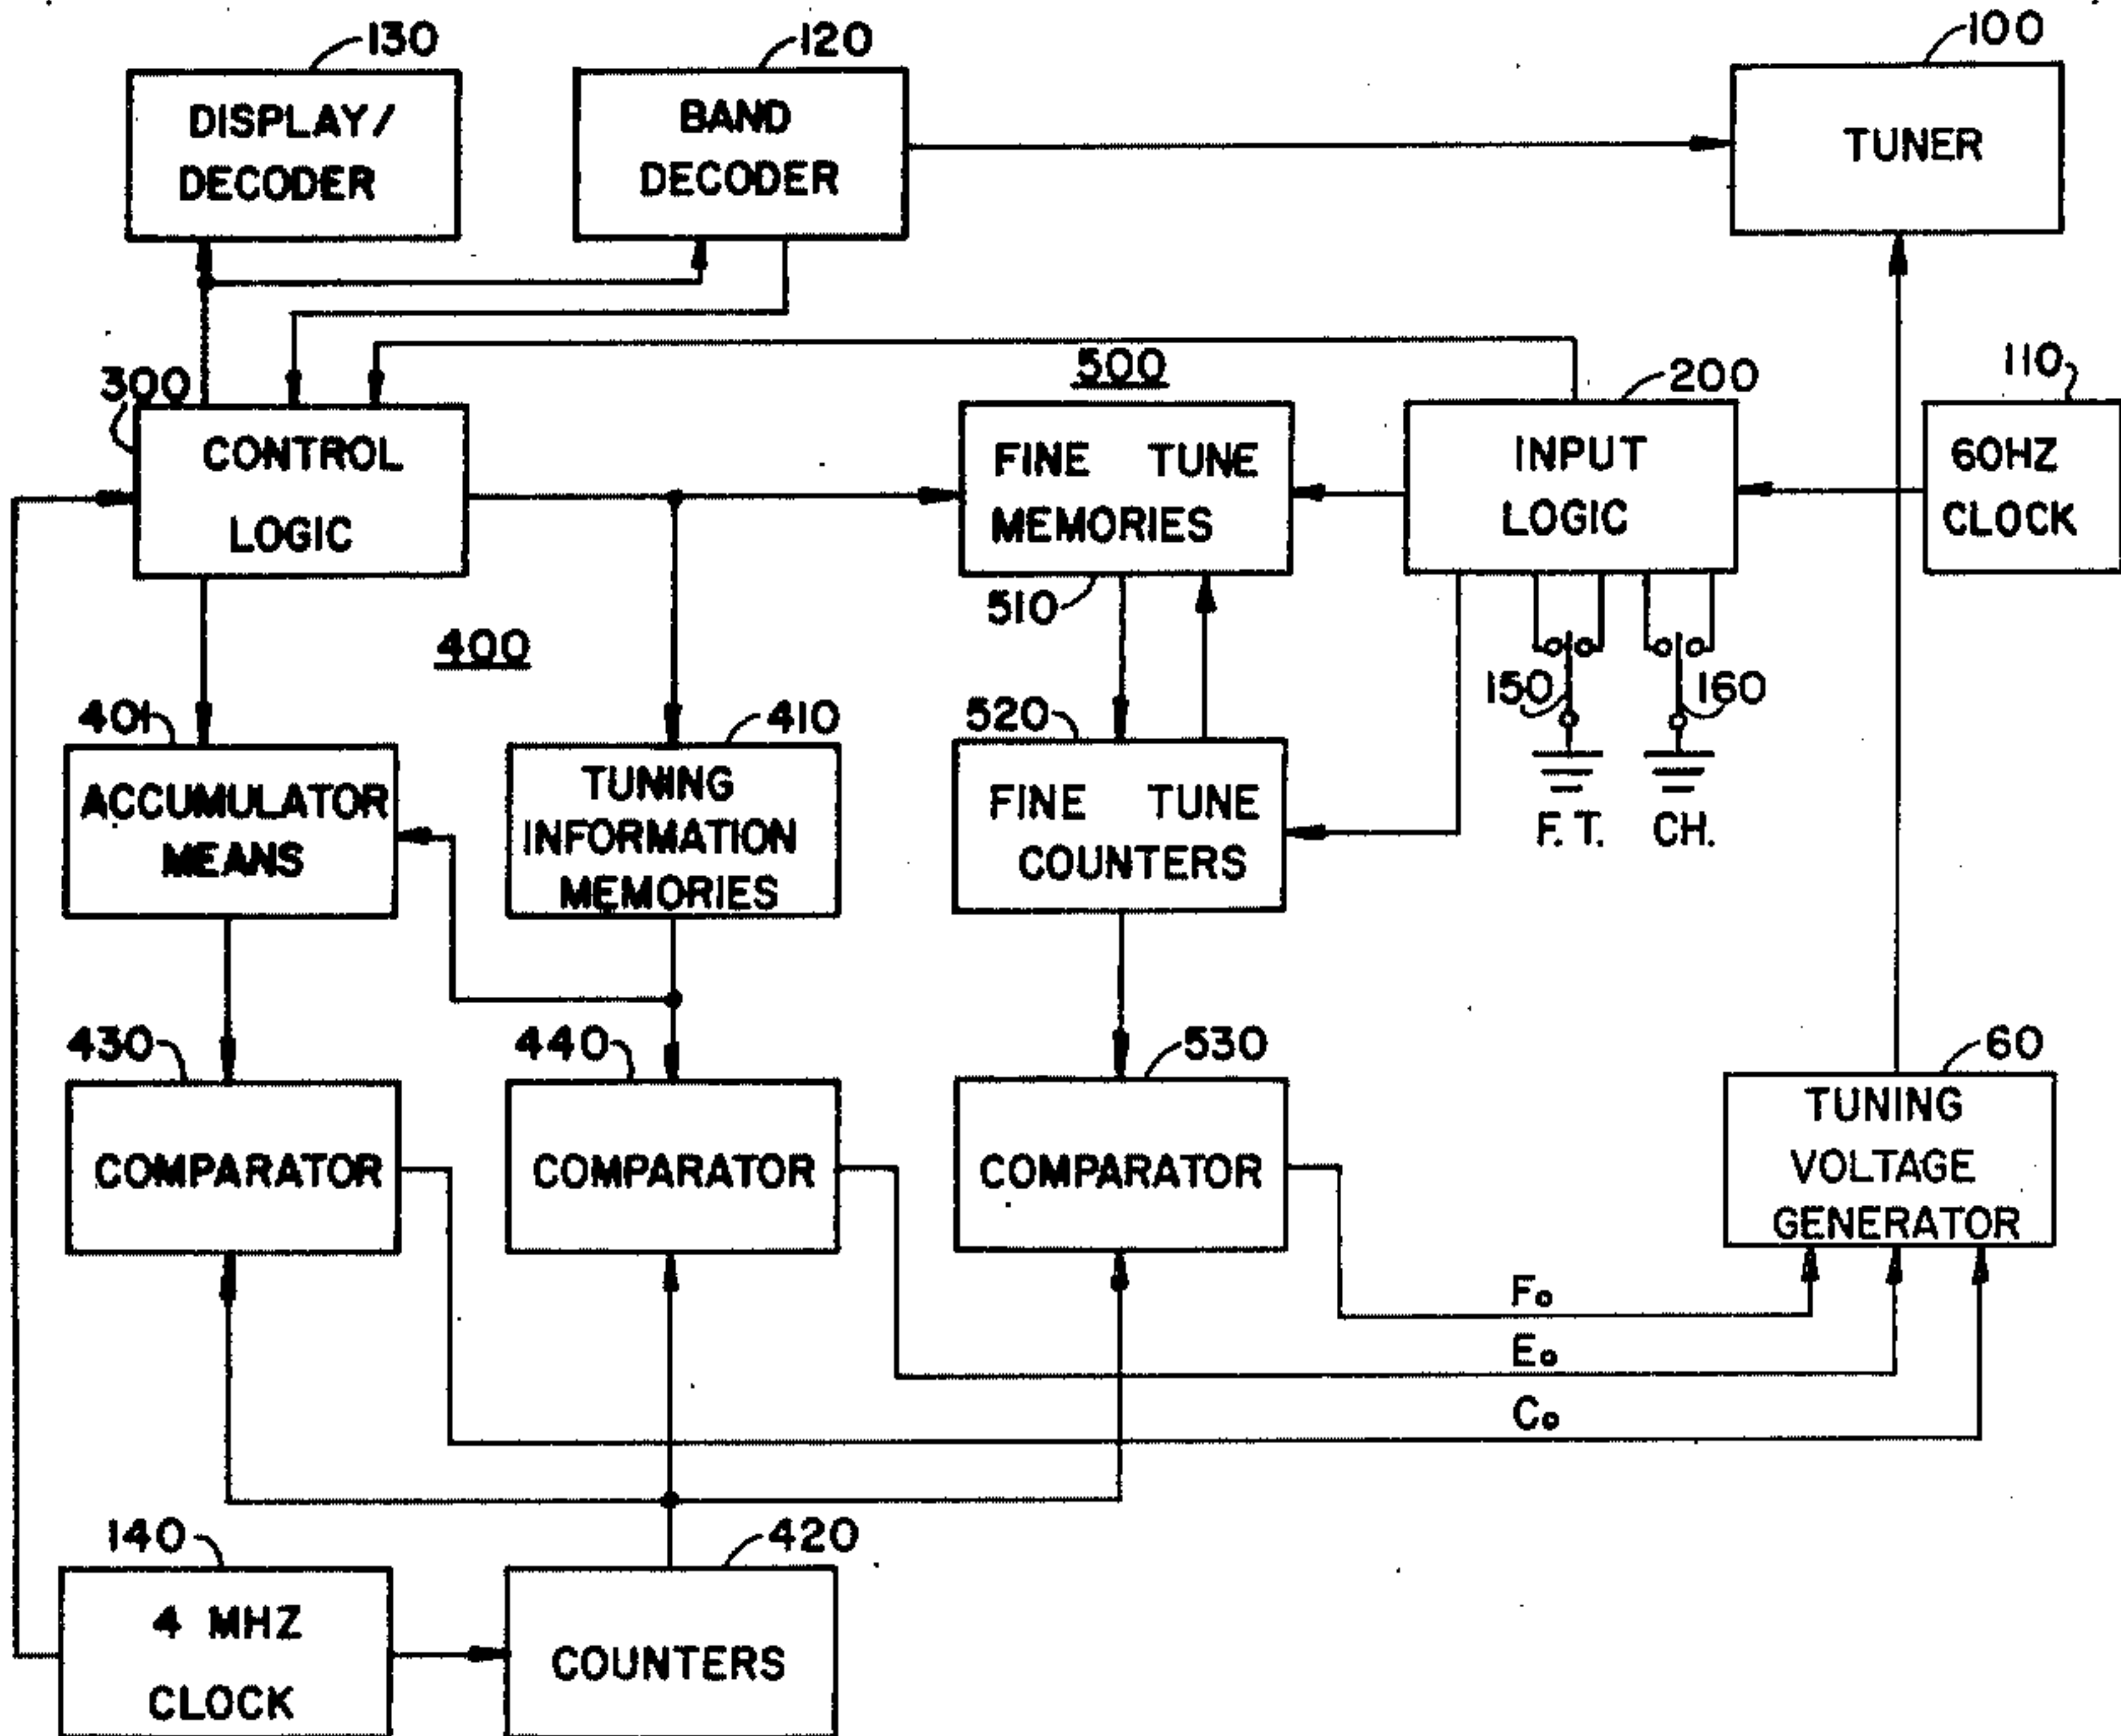 130
120
100
DISPLAY/
DECODER
BAND
DECODER
TUNER
300
500
200
110
CONTROL
LOGIC
FINE TUNE
MEMORIES
INPUT
LOGIC
60HZ
CLOCK
510
400
150
160
401
410
520
F.T.
CH.
ACCUMULATOR
MEANS
TUNING
INFORMATION
MEMORIES
FINE TUNE
COUNTERS
430
440
530
60
COMPARATOR
COMPARATOR
COMPARATOR
TUNING
VOLTAGE
GENERATOR
Fo
Eo
Co
140
420
4 MHZ
CLOCK
COUNTERS